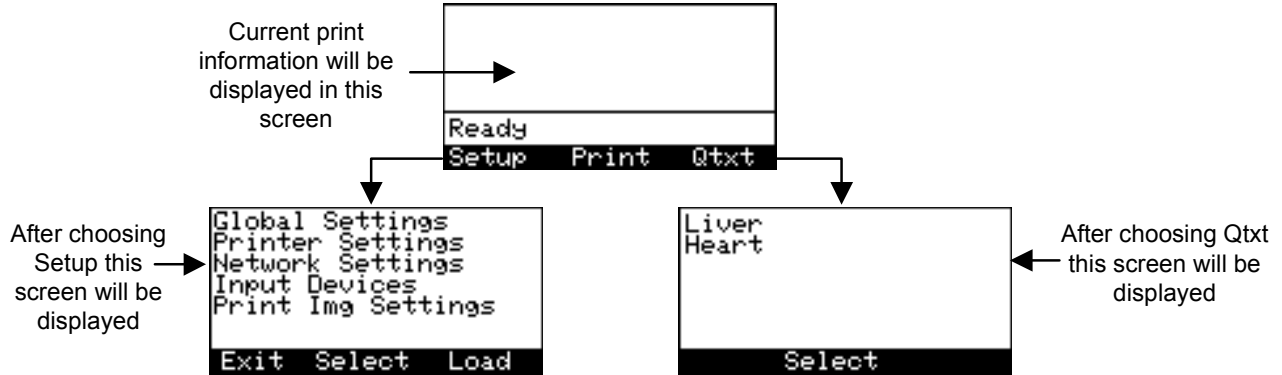 Current print
information will be
displayed in this
screen
Ready
Setup Print Qtxt
After choosing
Setup this
screen will be
displayed
Global Settings
Printer Settings
Network Settings
Input Devices
Print Img Settings
Exit Select Load
Liver
Heart
Select
After choosing Qtxt
this screen will be
displayed